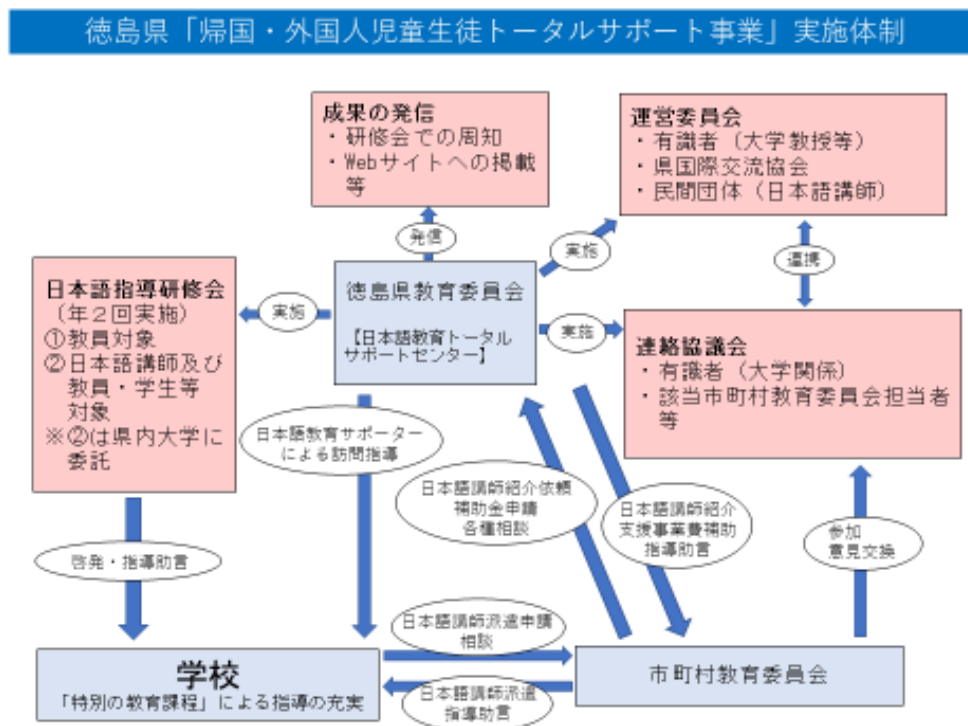 徳島県「帰国・外国人児童生徒トータルサポート事業」実施体制
成果の発信
・研修会での周知
・Webサイトへの掲載
等
運営委員会
・有識者（大学教授等）
・県国際交流協会
・民間団体（日本語講師）
発信
実施
連携
日本語指導研修会
（年２回実施）
①教員対象
②日本語講師及び
教員・学生等
対象
※②は県内大学に
委託
実施
徳島県教育委員会
【日本語教育トータル
サポートセンター】
実施
連絡協議会
・有識者（大学関係）
・該当市町村教育委員会担当者
等
日本語教育サポーター
による訪問指導
日本語講師紹介依頼
補助金申請
各種相談
日本語講師紹介
支援事業費補助
指導助言
参加
意見交換
啓発・指導助言
日本語講師派遣申請
相談
学校
「特別の教育課程」による指導の充実
市町村教育委員会
日本語講師派遣
指導助言